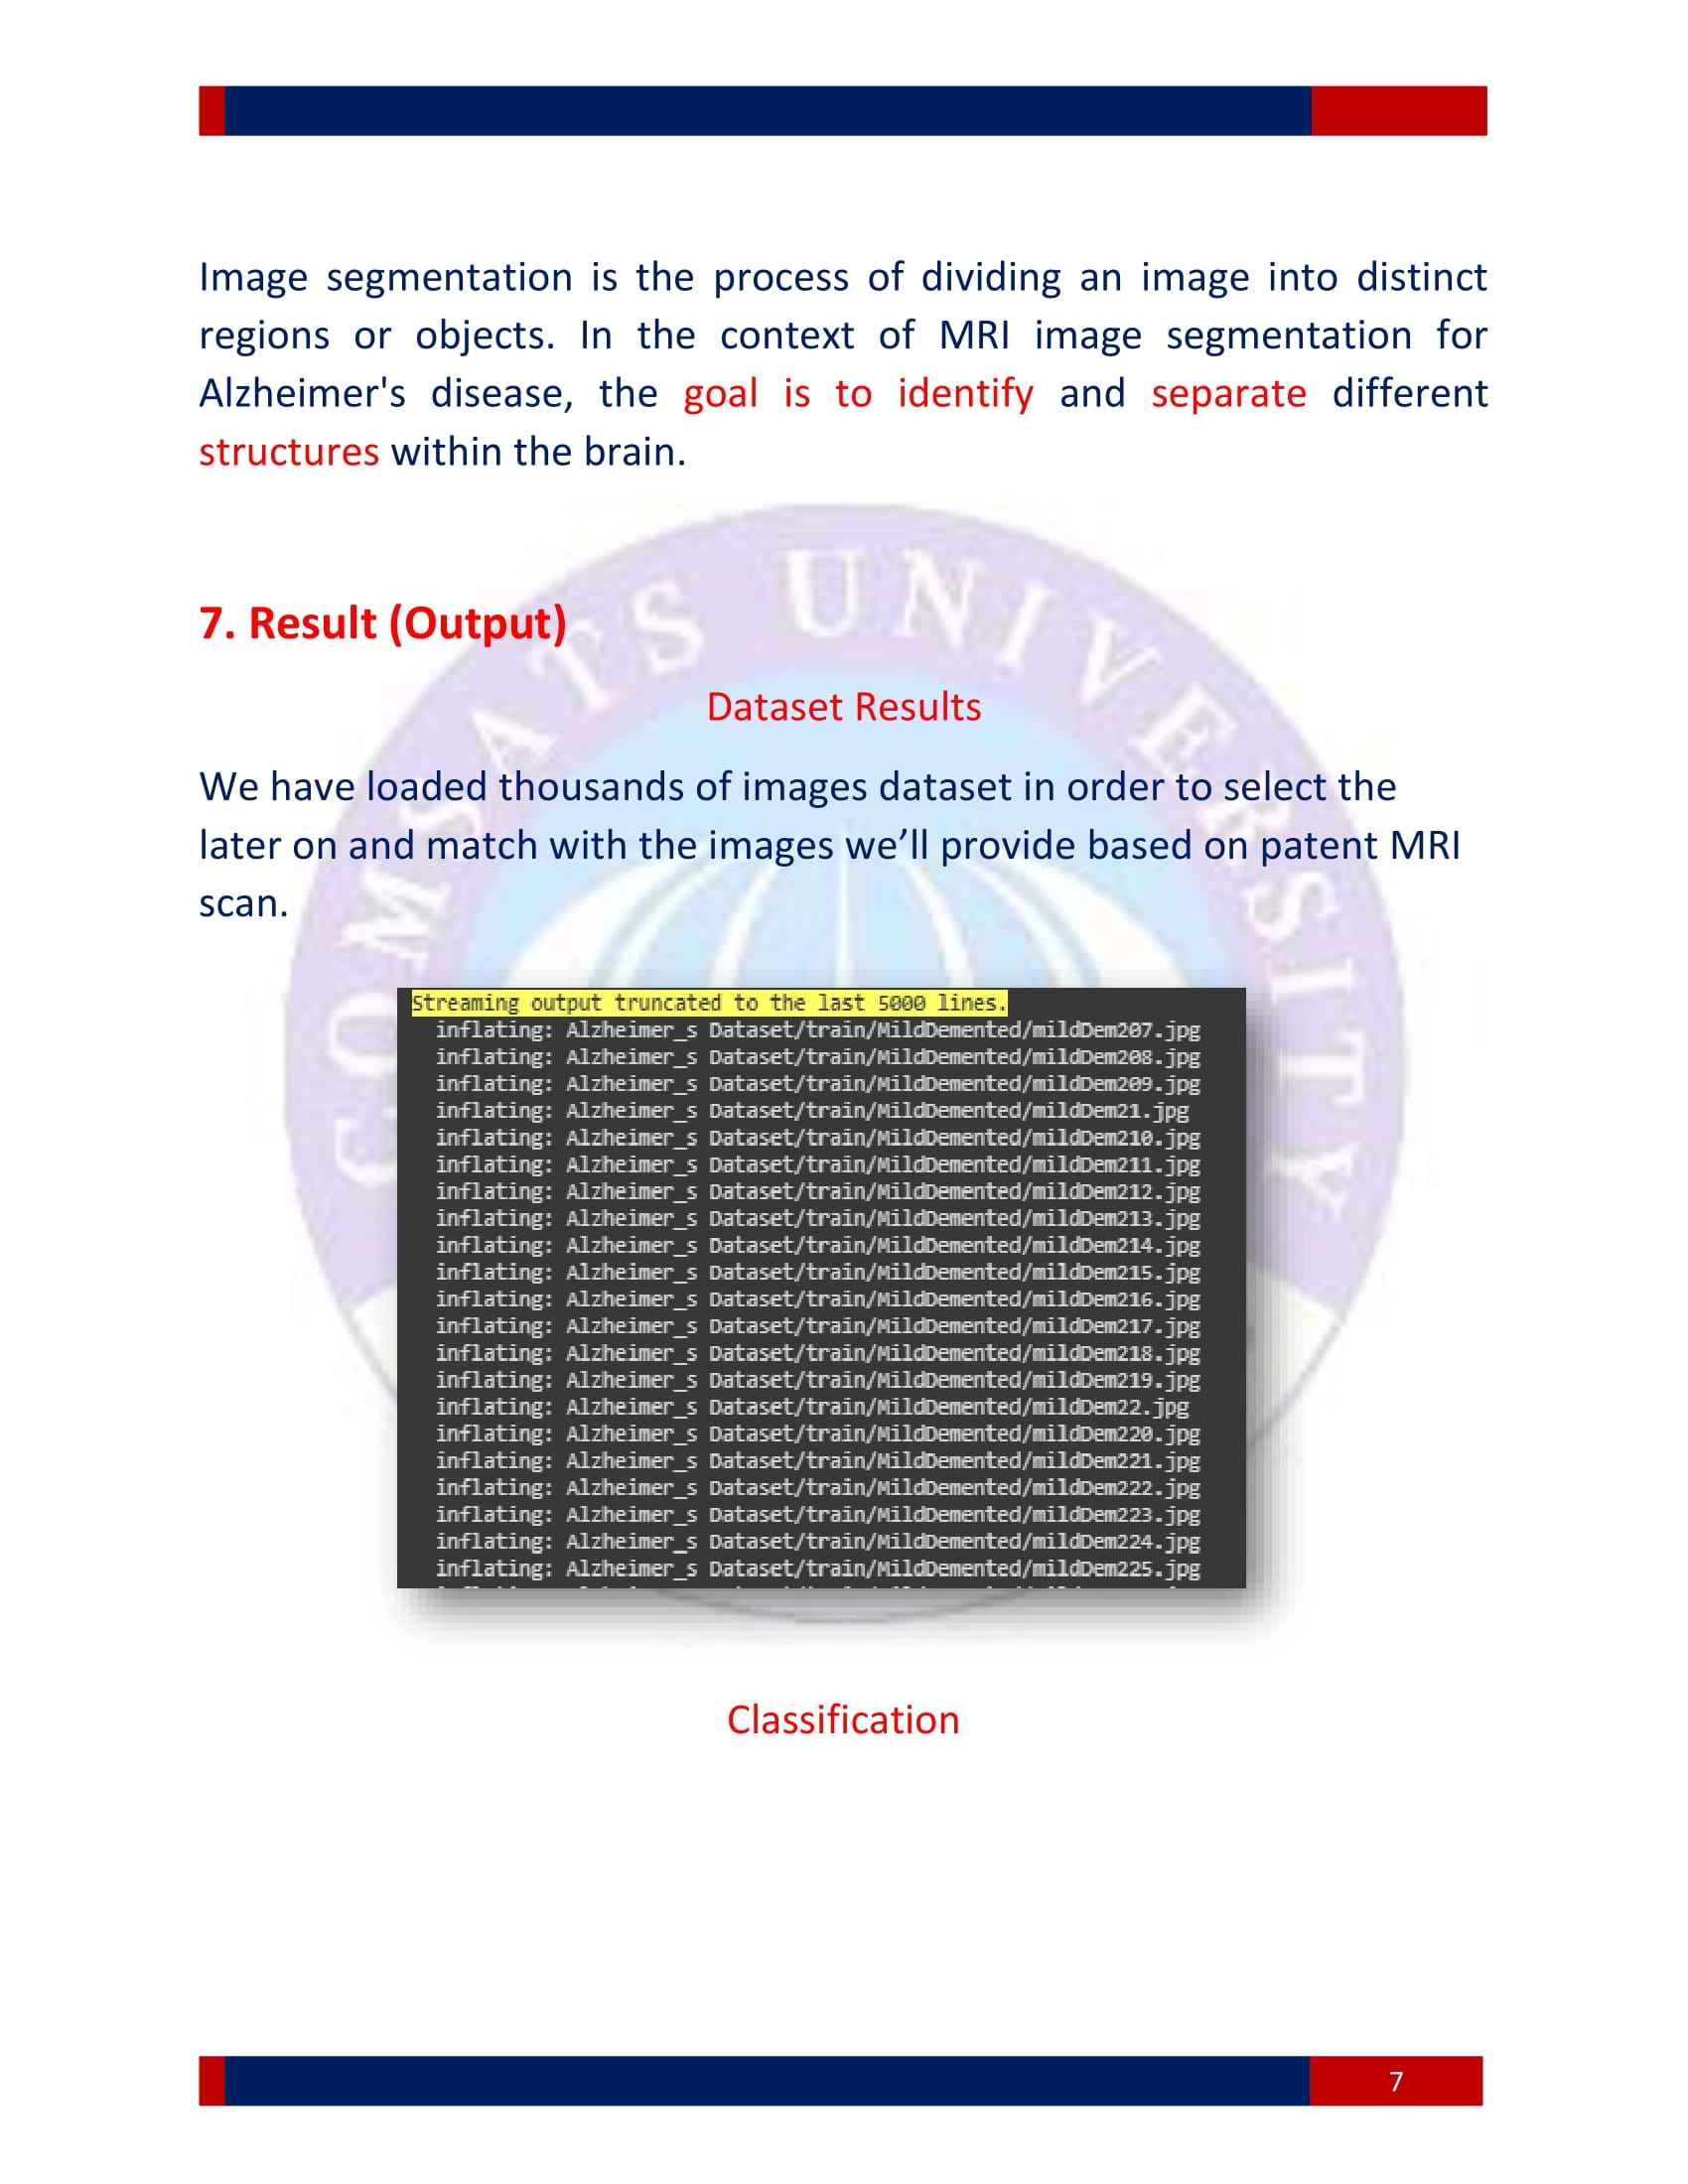 Image segmentation is the process of dividing an image into distinct
regions or objects. In the context of MRI image segmentation for
Alzheimer's disease, the goal is to identify and separate different
structures within the brain.
COMSATS UNIVERSITY
7. Result (Output)
Dataset Results
We have loaded thousands of images dataset in order to select the
later on and match with the images we’ll provide based on patent MRI
scan.
Streaming output truncated to the last 5000 lines.
inflating: Alzheimer_s Dataset/train/MildDemented/mildDem207.jpg
inflating: Alzheimer_s Dataset/train/MildDemented/mildDem208.jpg
inflating: Alzheimer_s Dataset/train/MildDemented/mildDem209.jpg
inflating: Alzheimer_s Dataset/train/MildDemented/mildDem21.jpg
inflating: Alzheimer_s Dataset/train/MildDemented/mildDem210.jpg
inflating: Alzheimer_s Dataset/train/MildDemented/mildDem211.jpg
inflating: Alzheimer_s Dataset/train/MildDemented/mildDem212.jpg
inflating: Alzheimer_s Dataset/train/MildDemented/mildDem213.jpg
inflating: Alzheimer_s Dataset/train/MildDemented/mildDem214.jpg
inflating: Alzheimer_s Dataset/train/MildDemented/mildDem215.jpg
inflating: Alzheimer_s Dataset/train/MildDemented/mildDem216.jpg
inflating: Alzheimer_s Dataset/train/MildDemented/mildDem217.jpg
inflating: Alzheimer_s Dataset/train/MildDemented/mildDem218.jpg
inflating: Alzheimer_s Dataset/train/MildDemented/mildDem219.jpg
inflating: Alzheimer_s Dataset/train/MildDemented/mildDem22.jpg
inflating: Alzheimer_s Dataset/train/MildDemented/mildDem220.jpg
inflating: Alzheimer_s Dataset/train/MildDemented/mildDem221.jpg
inflating: Alzheimer_s Dataset/train/MildDemented/mildDem222.jpg
inflating: Alzheimer_s Dataset/train/MildDemented/mildDem223.jpg
inflating: Alzheimer_s Dataset/train/MildDemented/mildDem224.jpg
inflating: Alzheimer_s Dataset/train/MildDemented/mildDem225.jpg
Classification
7